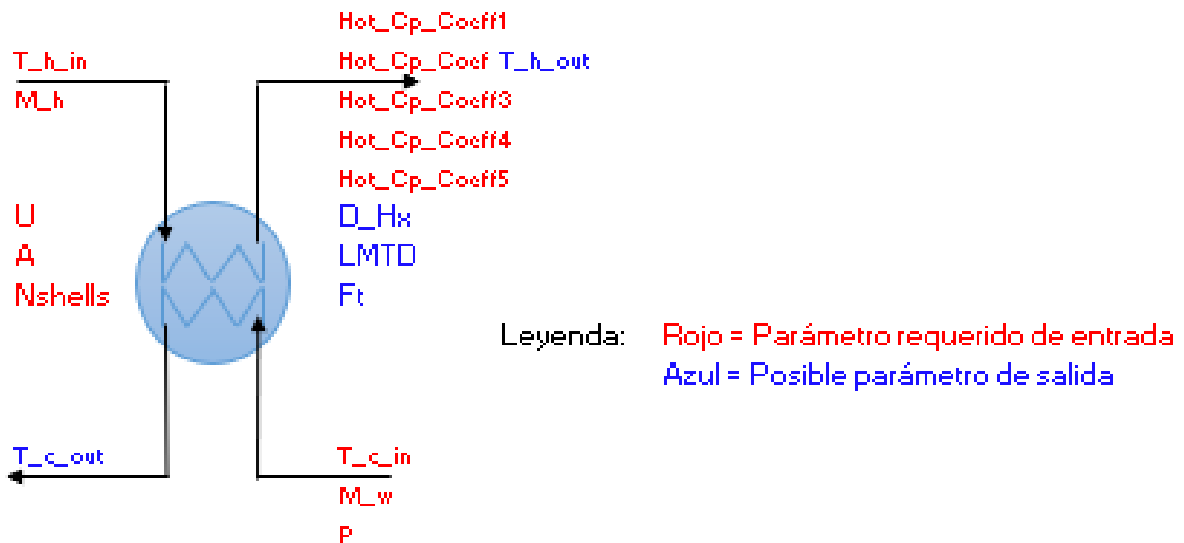 Hot_Cp_Coeff1
T_h_in
Hot_Cp_Coef T_h_out
M_h
Hot_Cp_Coeff3
Hot_Cp_Coeff4
Hot_Cp_Coeff5
U
D_Hx
A
LMTD
Nshells
Ft
Leyenda: Rojo = Parámetro requerido de entrada
Azul = Posible parámetro de salida
T_c_out
T_c_in
M_w
P